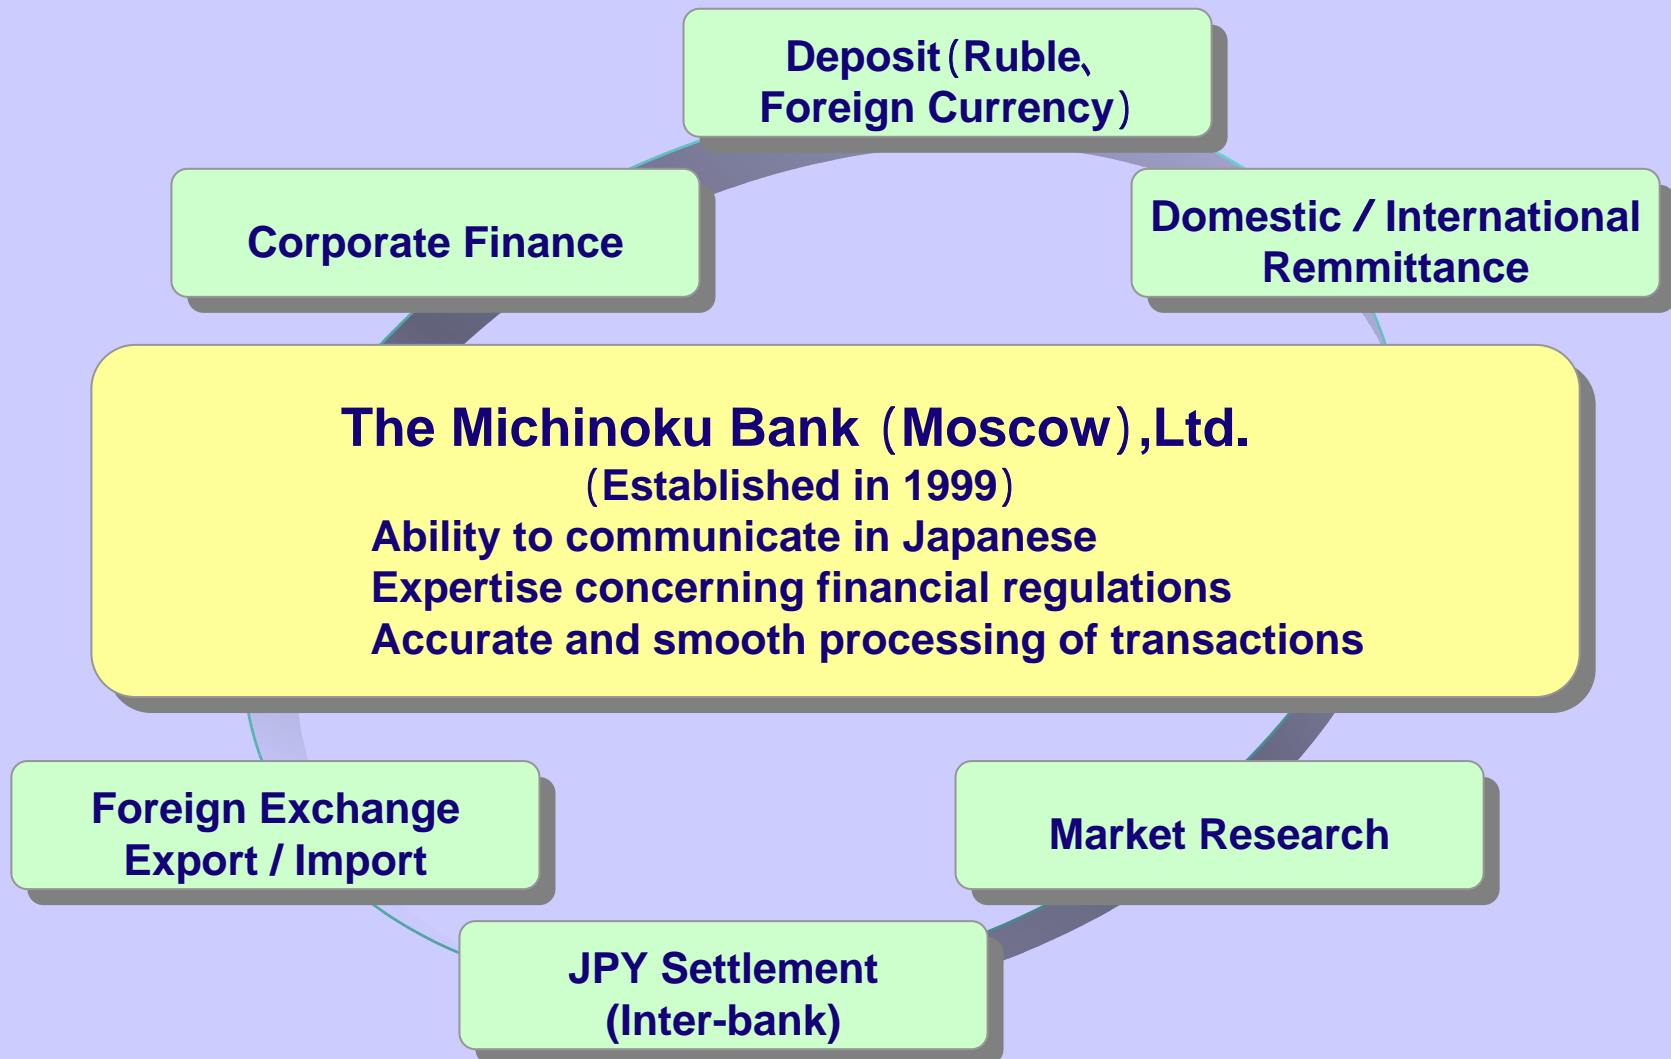 Deposit（Ruble、
Foreign Currency）
Corporate Finance
Domestic / International
Remmittance
The Michinoku Bank（Moscow）,Ltd.
（Established in 1999）
Ability to communicate in Japanese
Expertise concerning financial regulations
Accurate and smooth processing of transactions
Foreign Exchange
Export / Import
Market Research
JPY Settlement
(Inter-bank)